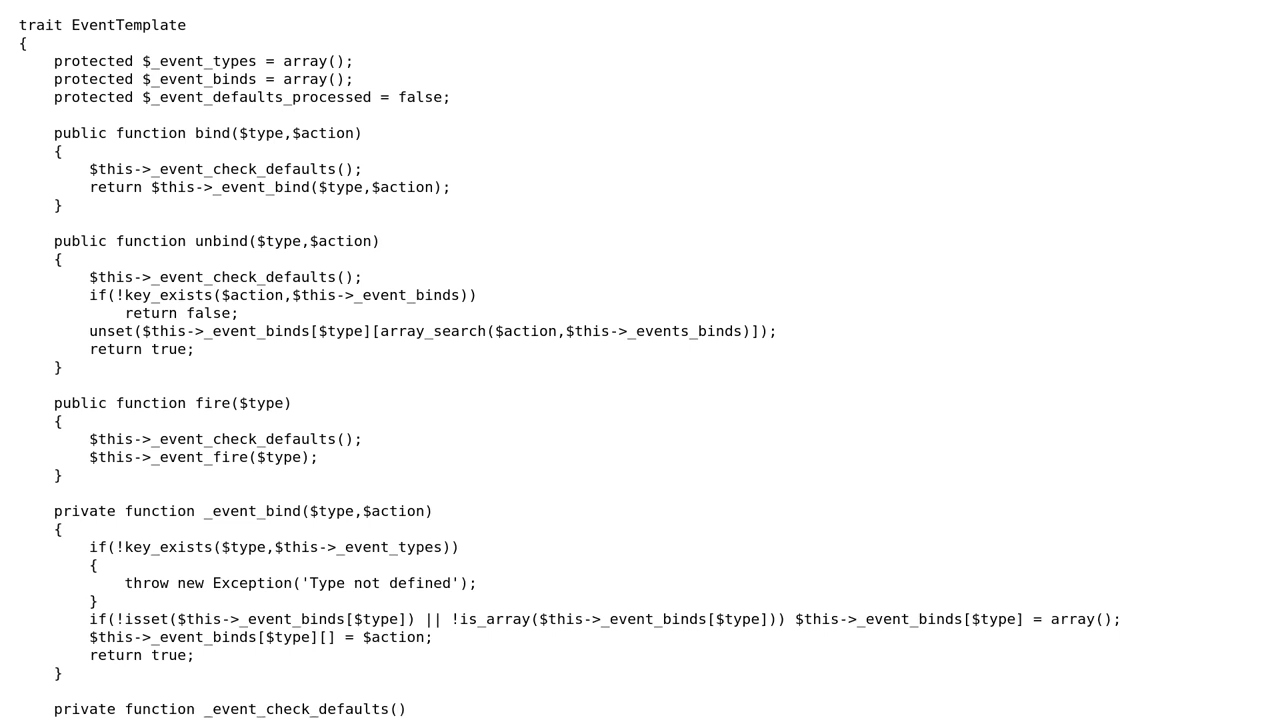 trait EventTemplate
{
    protected $_event_types = array();
    protected $_event_binds = array();
    protected $_event_defaults_processed = false;

    public function bind($type,$action)
    {
        $this->_event_check_defaults();
        return $this->_event_bind($type,$action);
    }

    public function unbind($type,$action)
    {
        $this->_event_check_defaults();
        if(!key_exists($action,$this->_event_binds))
            return false;
        unset($this->_event_binds[$type][array_search($action,$this->_events_binds)]);
        return true;
    }

    public function fire($type)
    {
        $this->_event_check_defaults();
        $this->_event_fire($type);
    }

    private function _event_bind($type,$action)
    {
        if(!key_exists($type,$this->_event_types))
        {
            throw new Exception('Type not defined');
        }
        if(!isset($this->_event_binds[$type]) || !is_array($this->_event_binds[$type])) $this->_event_binds[$type] = array();
        $this->_event_binds[$type][] = $action;
        return true;
    }

    private function _event_check_defaults()